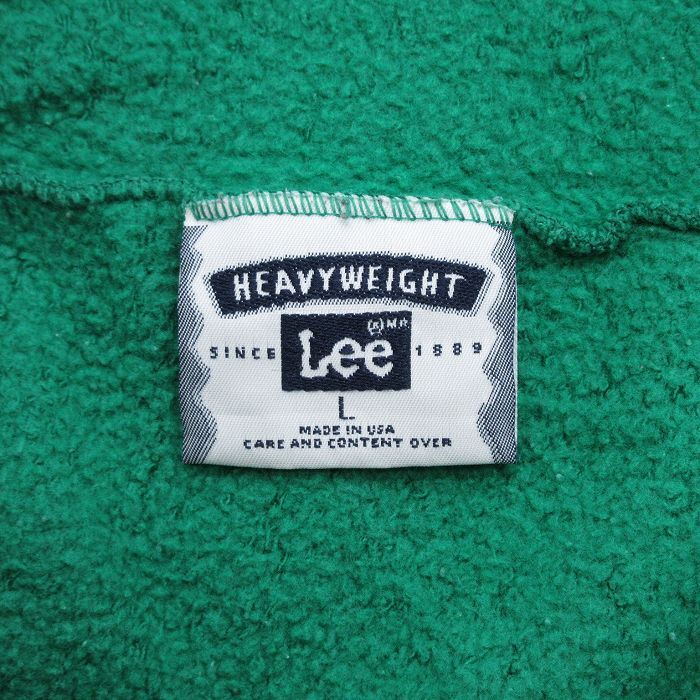 HEAVYWEIGHT
SINCE Lee 1889
L
MADE IN USA
CARE AND CONTENT OVER